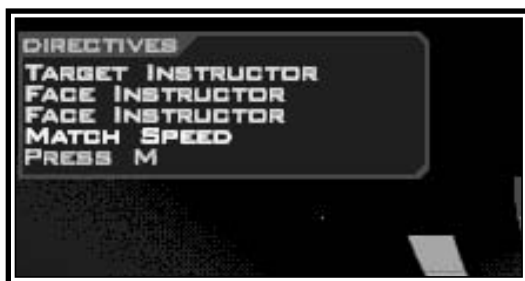 DIRECTIVES
TARGET INSTRUCTOR
FACE INSTRUCTOR
FACE INSTRUCTOR
MATCH SPEED
PRESS M